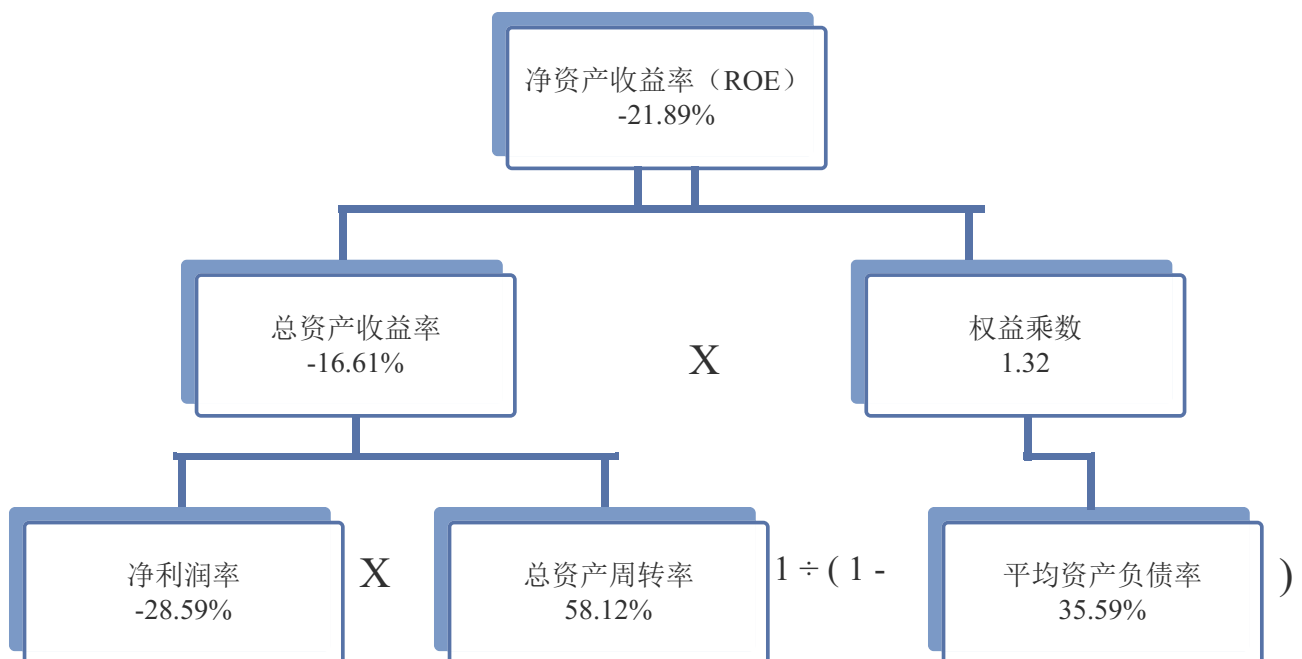 净资产收益率（ROE）
-21.89%
总资产收益率
-16.61%
X
权益乘数
1.32
净利润率
-28.59%
X
总资产周转率
58.12%
1 ÷ ( 1 -
平均资产负债率
35.59%
)